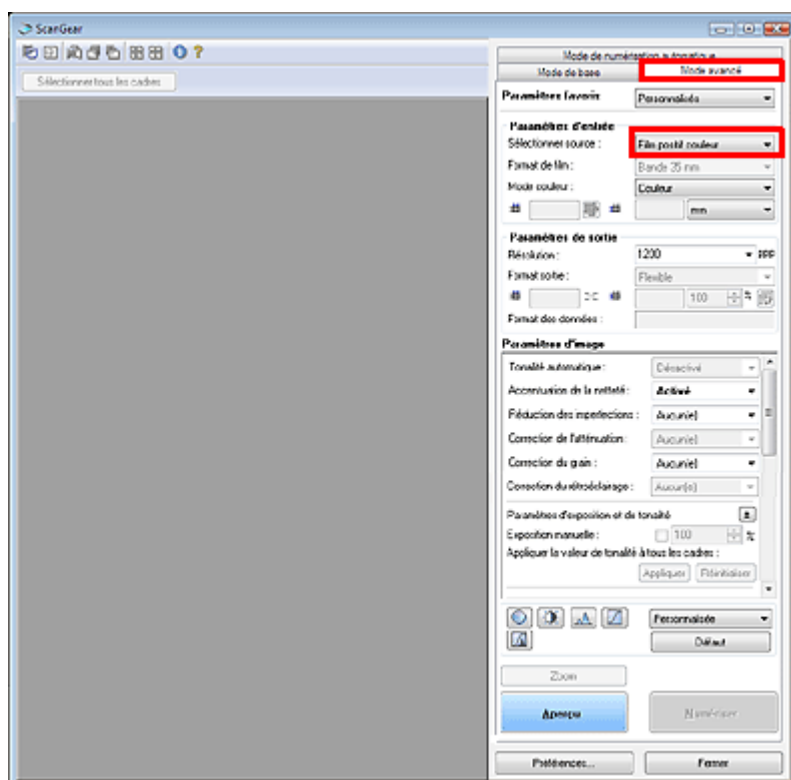 ScanGear
Sélectionner tous les cadres
Mode de numérisation automatique
Mode de base
Mode avancé
Paramètres favoris
Personnalisée
Paramètres d'entrée
Sélectionner source :
Film positif couleur
Format de film :
Bande 35 mm
Mode couleur :
Couleur
mm
Paramètres de sortie
Résolution :
1200
PPP
Format sortie :
Flexible
100 %
Format des données :
Paramètres d'image
Tonalité automatique :
Désactivé
Accentuation de la netteté :
Activé
Réduction des imperfections :
Aucun(e)
Correction de l'atténuation :
Aucun(e)
Correction du grain :
Aucun(e)
Correction du rétroéclairage :
Aucun(e)
Paramètres d'exposition et de tonalité
Exposition manuelle :
100 %
Appliquer la valeur de tonalité à tous les cadres :
Appliquer
Réinitialiser
Personnalisée
Défaut
Zoom
Aperçu
Numériser
Préférences...
Fermer